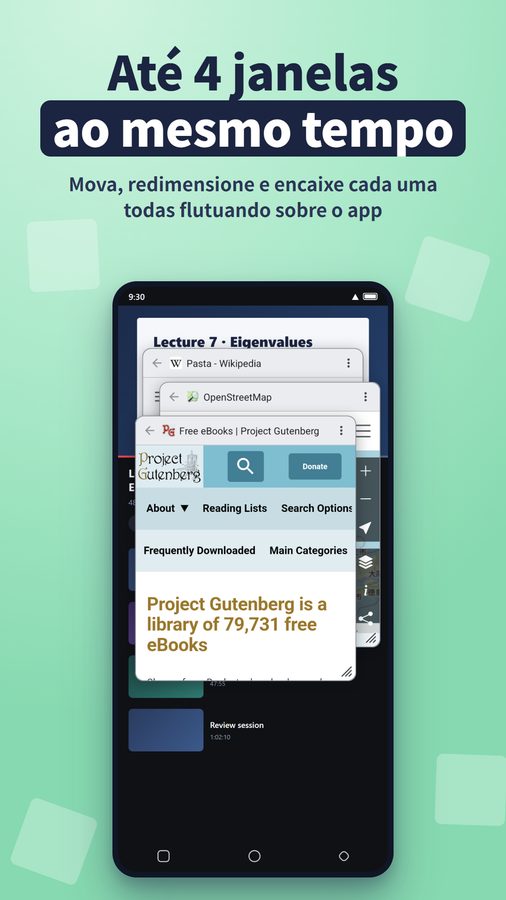 Até 4 janelas
ao mesmo tempo
Mova, redimensione e encaixe cada uma
todas flutuando sobre o app
9:30
Lecture 7 · Eigenvalues
Pasta - Wikipedia
OpenStreetMap
Free eBooks | Project Gutenberg
Project
Gutenberg
Donate
About ▼ Reading Lists Search Options
Frequently Downloaded Main Categories
Project Gutenberg is a
library of 79,731 free
eBooks
47:55
Review session
1:02:10